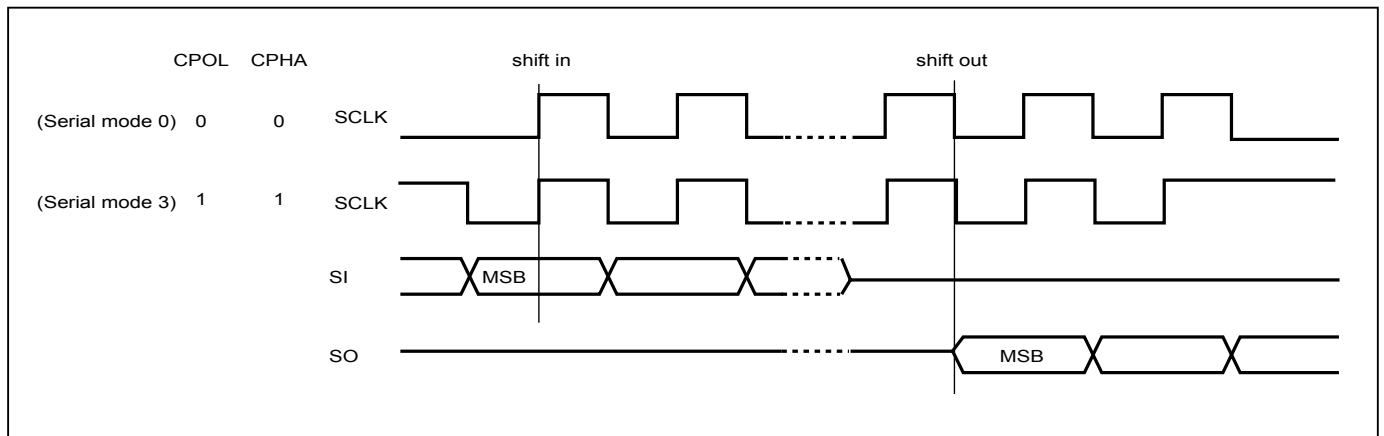 CPOL CPHA shift in shift out
(Serial mode 0) 0 0 SCLK
(Serial mode 3) 1 1 SCLK
SI MSB
SO MSB